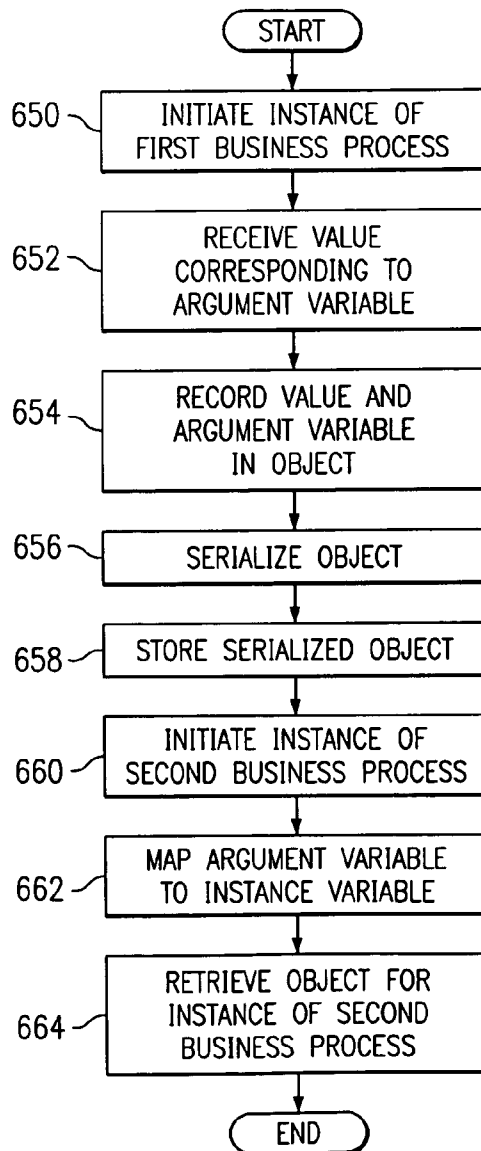 START
650
INITIATE INSTANCE OF
FIRST BUSINESS PROCESS
652
RECEIVE VALUE
CORRESPONDING TO
ARGUMENT VARIABLE
654
RECORD VALUE AND
ARGUMENT VARIABLE
IN OBJECT
656
SERIALIZE OBJECT
658
STORE SERIALIZED OBJECT
660
INITIATE INSTANCE OF
SECOND BUSINESS PROCESS
662
MAP ARGUMENT VARIABLE
TO INSTANCE VARIABLE
664
RETRIEVE OBJECT FOR
INSTANCE OF SECOND
BUSINESS PROCESS
END